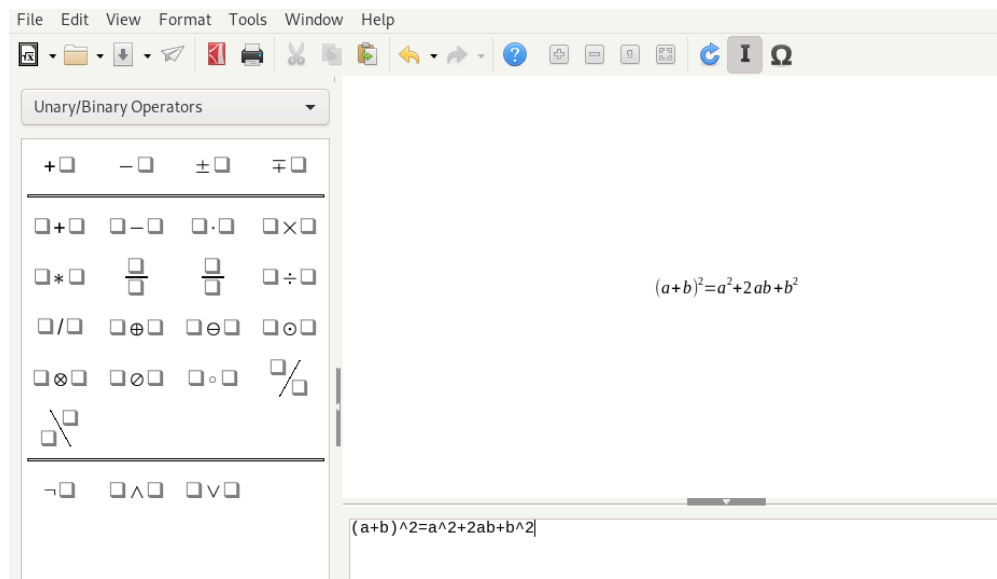 File Edit View Format Tools Window Help
Unary/Binary Operators
+□ −□ ±□ ∓□
□+□ □−□ □·□ □×□
□∗□ □/□ □/□ □÷□
□/□ □⊕□ □⊖□ □⊙□
□⊗□ □⊘□ □∘□ □∕□
□\□
¬□ □∧□ □∨□
(a+b)²=a²+2ab+b²
(a+b)^2=a^2+2ab+b^2